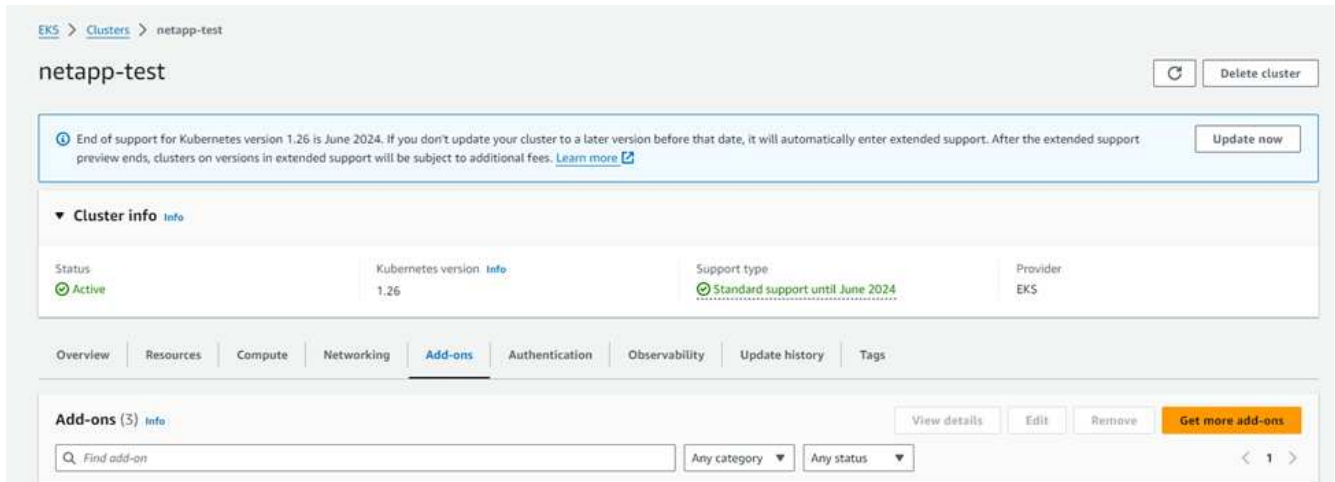 EKS > Clusters > netapp-test
netapp-test
Delete cluster
End of support for Kubernetes version 1.26 is June 2024. If you don't update your cluster to a later version before that date, it will automatically enter extended support. After the extended support
preview ends, clusters on versions in extended support will be subject to additional fees. Learn more
Update now
Cluster info Info
Status
Active
Kubernetes version Info
1.26
Support type
Standard support until June 2024
Provider
EKS
Overview
Resources
Compute
Networking
Add-ons
Authentication
Observability
Update history
Tags
Add-ons (3) Info
View details
Edit
Remove
Get more add-ons
Find add-on
Any category
Any status
< 1 >